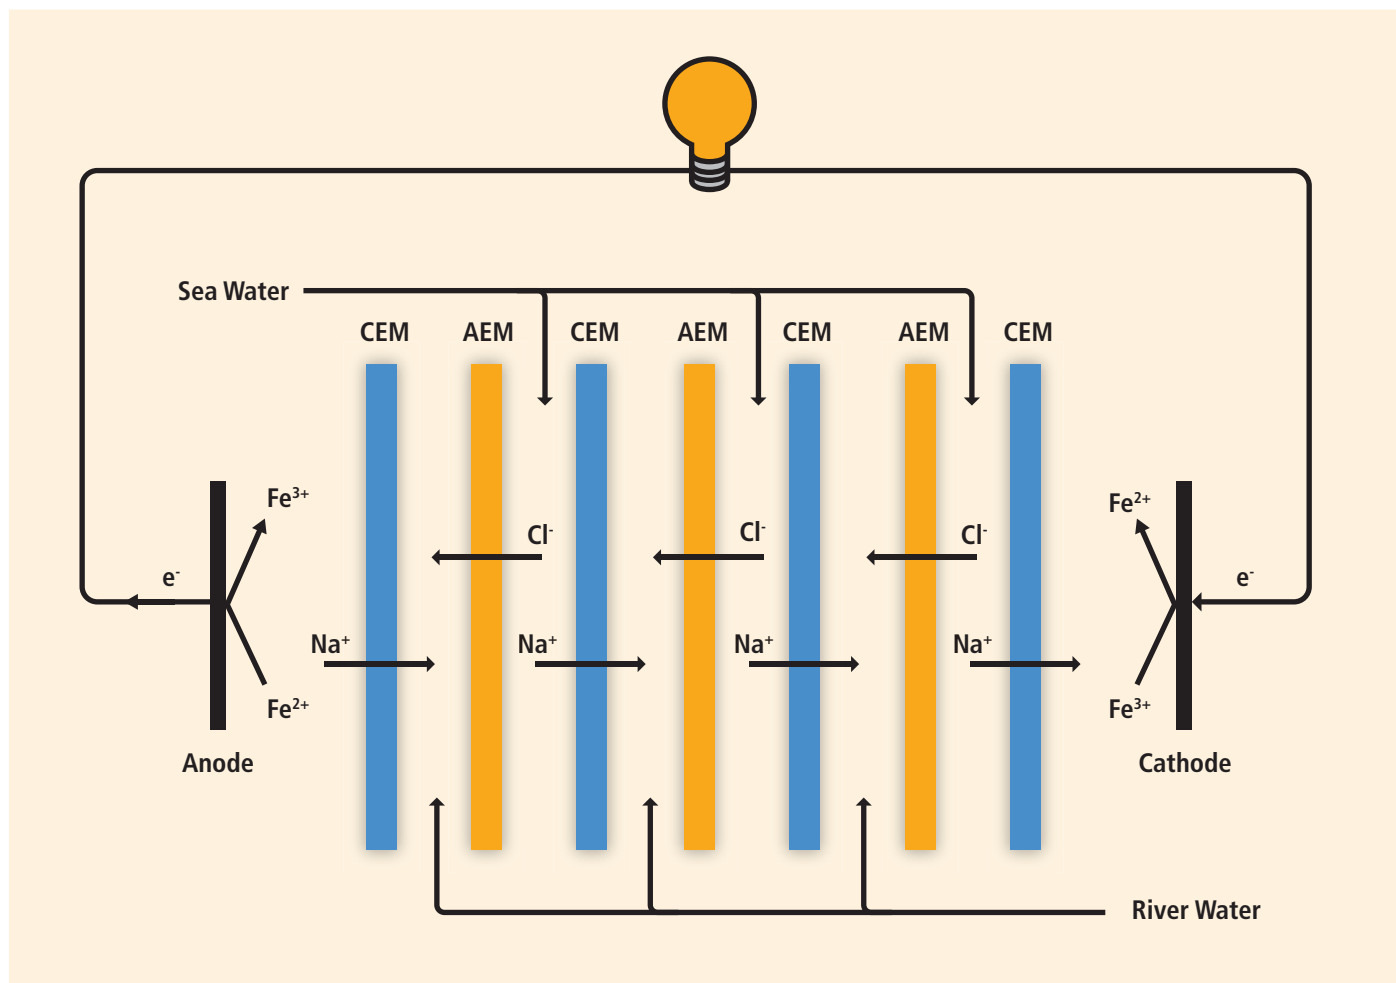 Sea Water
CEM AEM CEM AEM CEM AEM CEM
Fe³⁺ Fe²⁺
Cl⁻ Cl⁻ Cl⁻
e⁻ e⁻
Na⁺ Na⁺ Na⁺ Na⁺
Fe²⁺ Fe³⁺
Anode Cathode
River Water